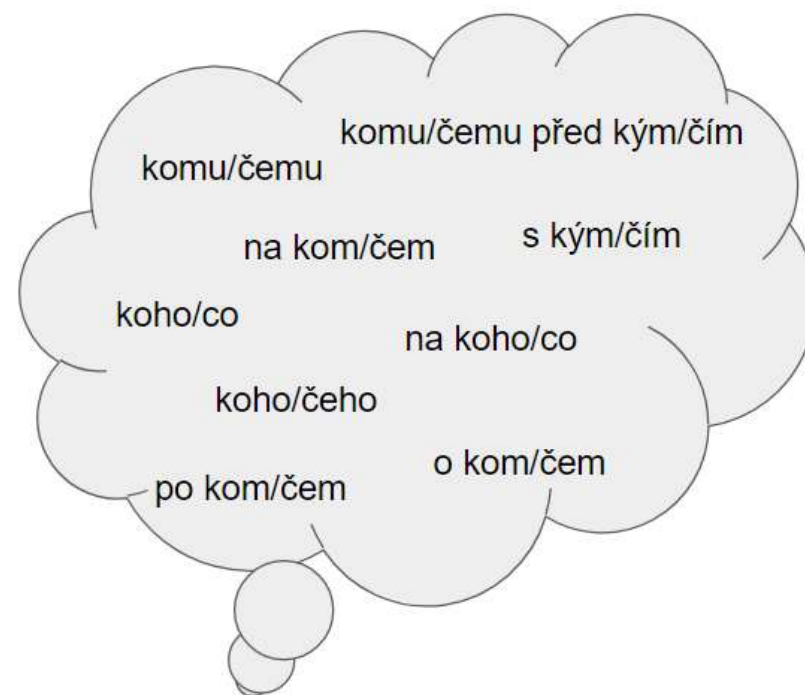 komu/čemu před kým/čím
komu/čemu
na kom/čem
s kým/čím
koho/co
na koho/co
koho/čeho
o kom/čem
po kom/čem